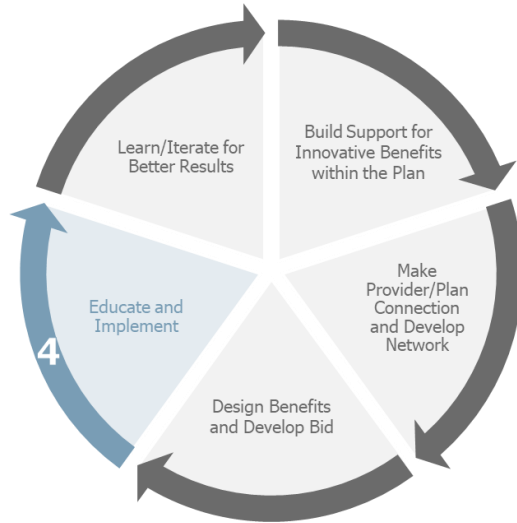 Build Support for
Innovative Benefits
within the Plan
Make
Provider/Plan
Connection
and Develop
Network
Design Benefits
and Develop Bid
4
Educate and
Implement
Learn/Iterate for
Better Results